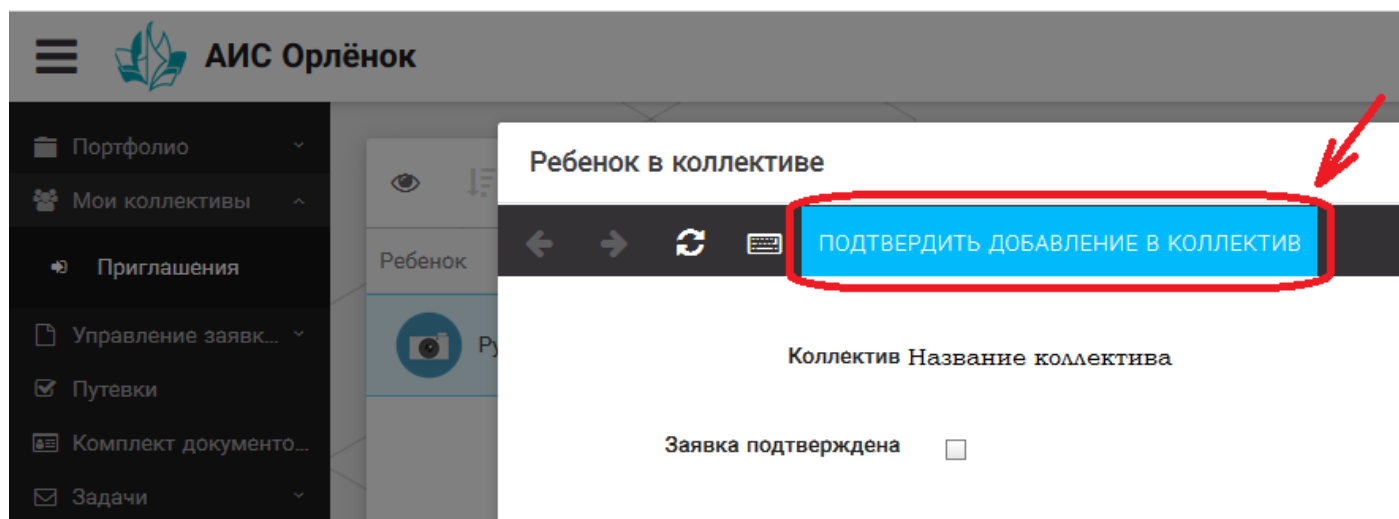 АИС Орлёнок
Портфолио
Мои коллективы
Приглашения
Управление заявк...
Путевки
Комплект документо...
Задачи
Ребенок
Ру
Ребенок в коллективе
ПОДТВЕРДИТЬ ДОБАВЛЕНИЕ В КОЛЛЕКТИВ
Коллектив Название коллектива
Заявка подтверждена